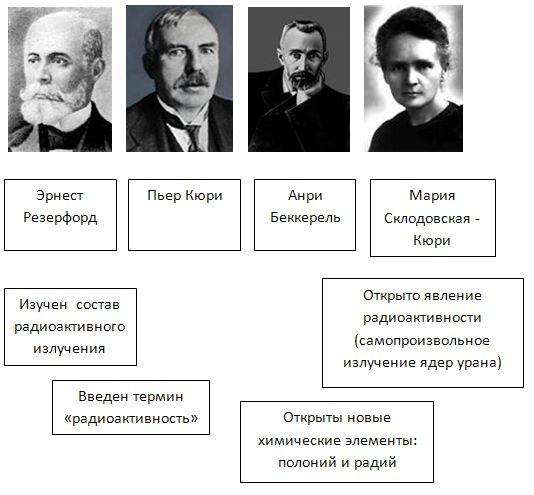 Эрнест
Резерфорд
Пьер Кюри
Анри
Беккерель
Мария
Склодовская -
Кюри
Изучен состав
радиоактивного
излучения
Открыто явление
радиоактивности
(самопроизвольное
излучение ядер урана)
Введен термин
«радиоактивность»
Открыты новые
химические элементы:
полоний и радий